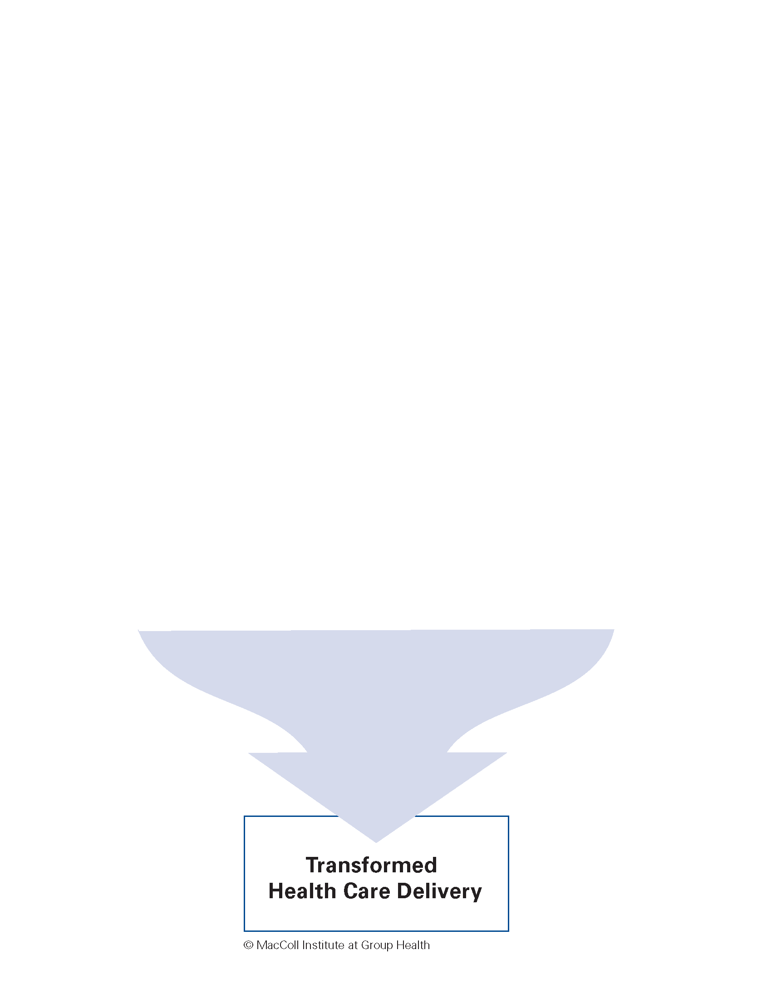 Transformed
Health Care Delivery
© MacColl Institute at Group Health